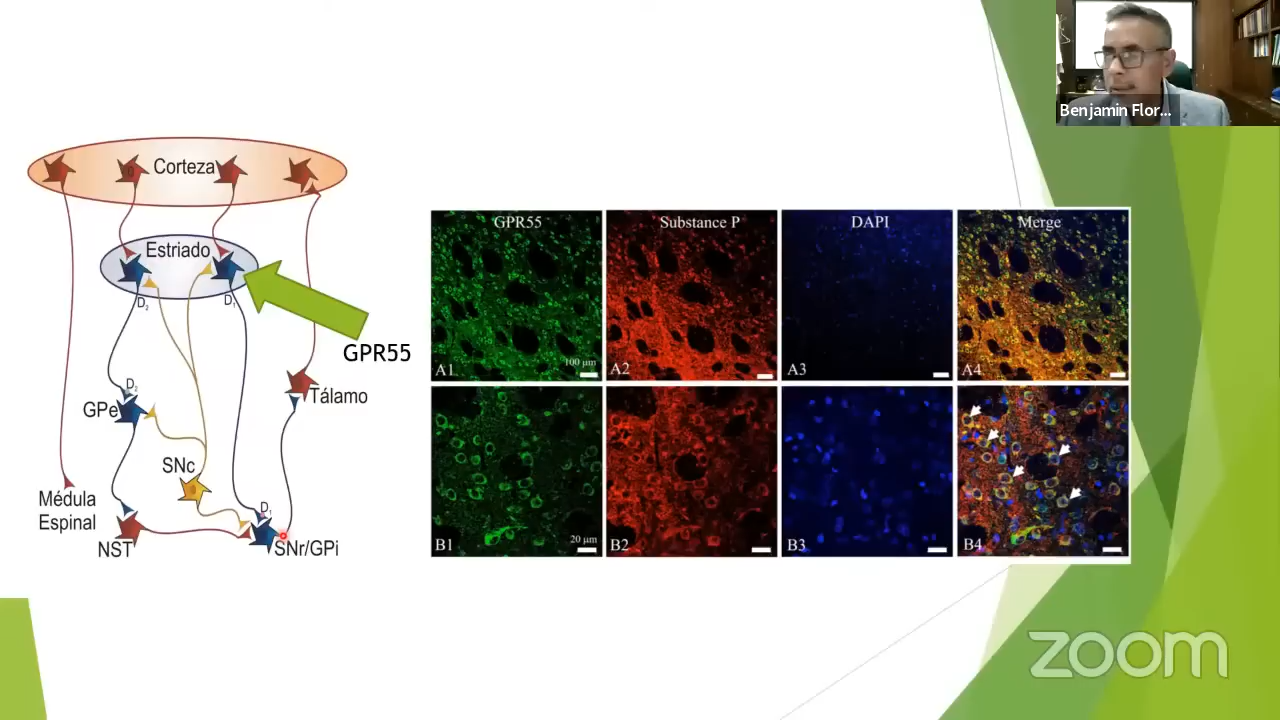 Benjamin Flor...
Corteza
Estriado
D₂
D₁
GPR55
D₂
GPe
Tálamo
SNc
Médula
Espinal
D₁
NST
SNr/GPi
GPR55
Substance P
DAPI
Merge
100 μm
A1
A2
A3
A4
20 μm
B1
B2
B3
B4
zoom